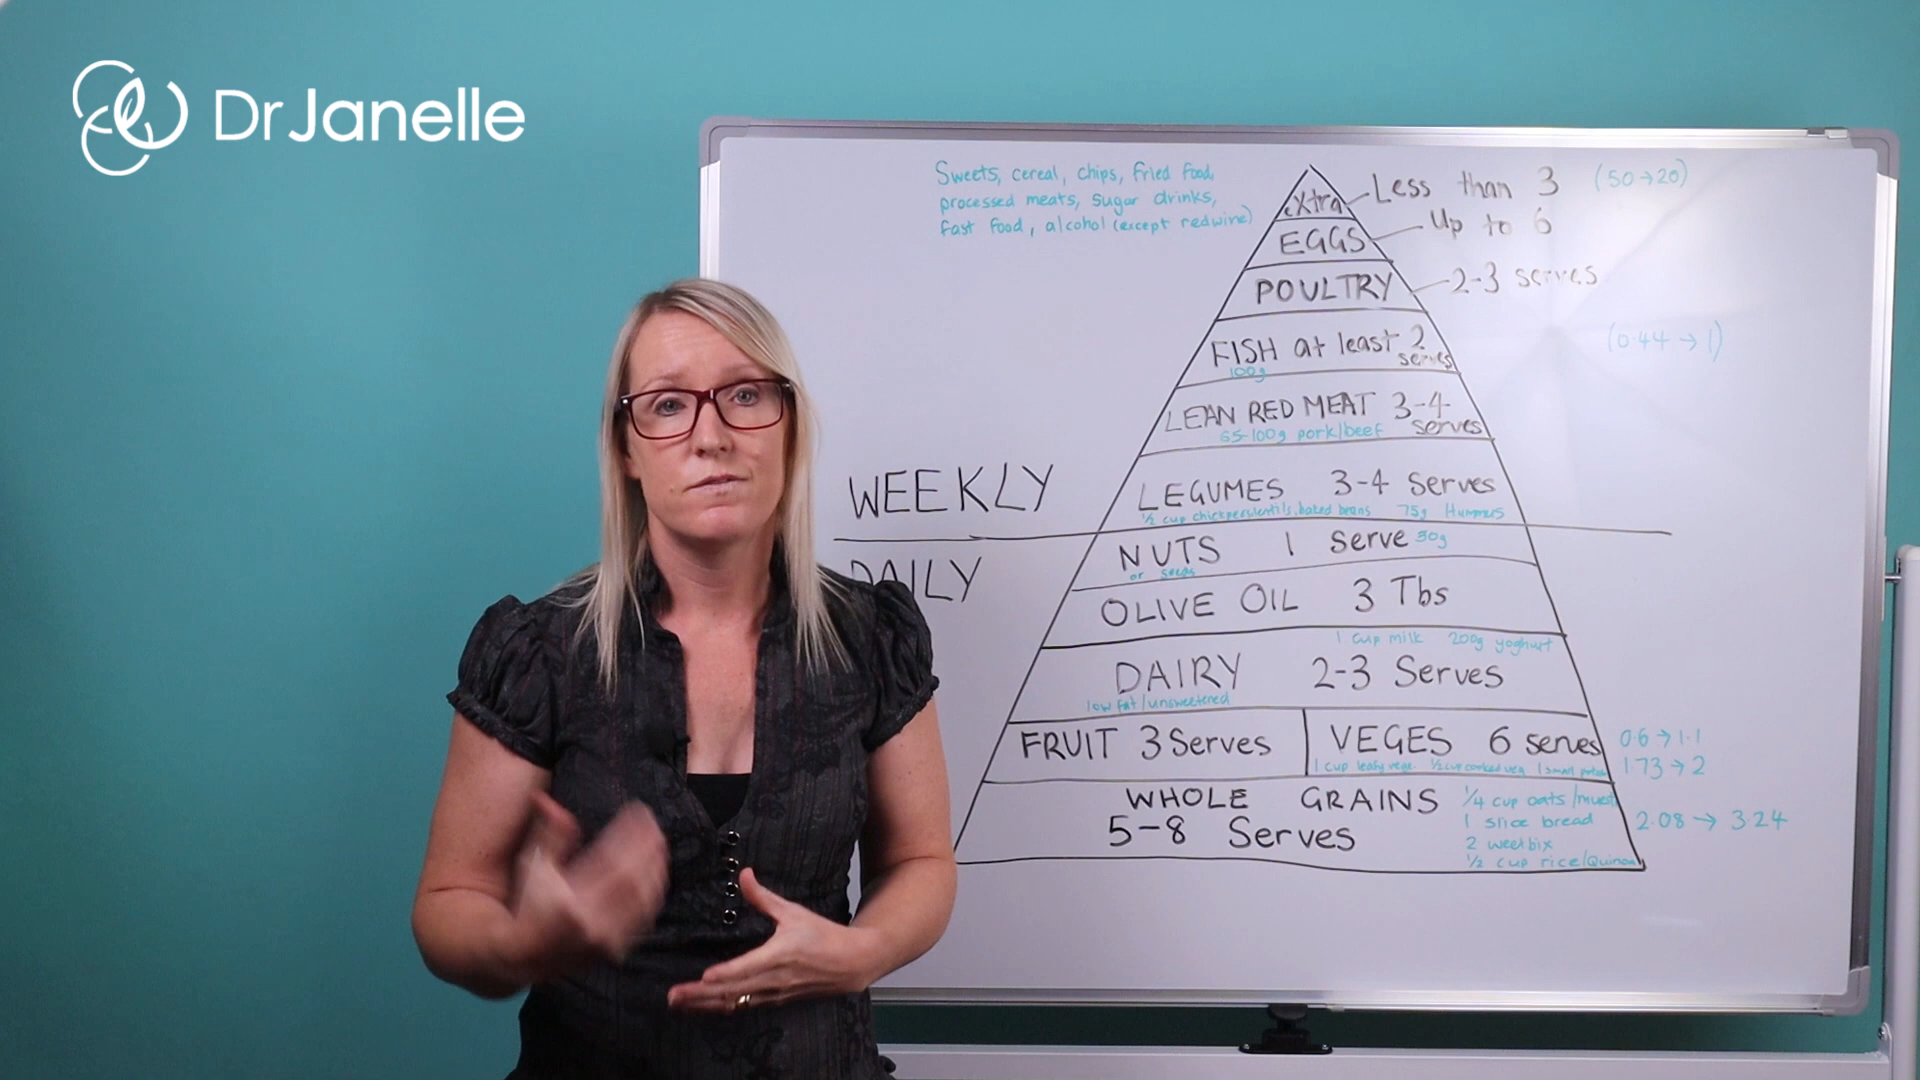 DrJanelle
Sweets, cereal, chips, fried food,
processed meats, sugar drinks,
fast food, alcohol (except red wine)
extra
Less than 3 (50→20)
EGGS
Up to 6
POULTRY
2-3 serves
FISH at least 2 serves
100g
(0.44 → 1)
LEAN RED MEAT 3-4 serves
65-100g pork/beef
WEEKLY
LEGUMES 3-4 Serves
½ cup chickpeas, lentils, baked beans 75g Hummus
DAILY
NUTS 1 serve 30g
or seeds
OLIVE OIL 3 Tbs
1 cup milk 200g yoghurt
DAIRY 2-3 Serves
low fat/unsweetened
FRUIT 3 Serves
VEGES 6 serves
1 cup leafy vege ½ cup cooked veg 1 small potato
0.6 → 1.1
1.73 → 2
WHOLE GRAINS
5-8 Serves
¼ cup oats/muesli
1 slice bread
2 weetbix
½ cup rice/Quinoa
2.08 → 3.24